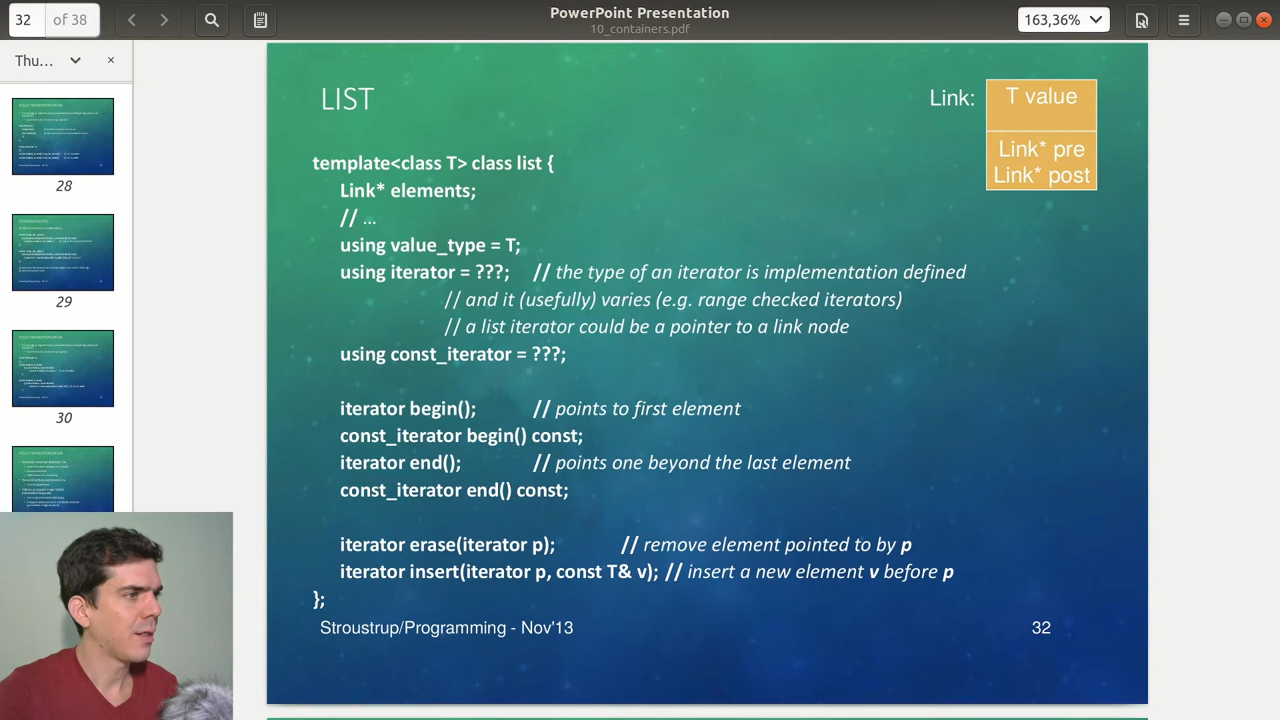 32
of 38
PowerPoint Presentation
10_containers.pdf
163,36%
Thu...
28
29
30
LIST
Link:
T value
Link* pre
Link* post
template<class T> class list {
Link* elements;
// ...
using value_type = T;
using iterator = ???; // the type of an iterator is implementation defined
// and it (usefully) varies (e.g. range checked iterators)
// a list iterator could be a pointer to a link node
using const_iterator = ???;
iterator begin(); // points to first element
const_iterator begin() const;
iterator end(); // points one beyond the last element
const_iterator end() const;
iterator erase(iterator p); // remove element pointed to by p
iterator insert(iterator p, const T& v); // insert a new element v before p
};
Stroustrup/Programming - Nov'13
32